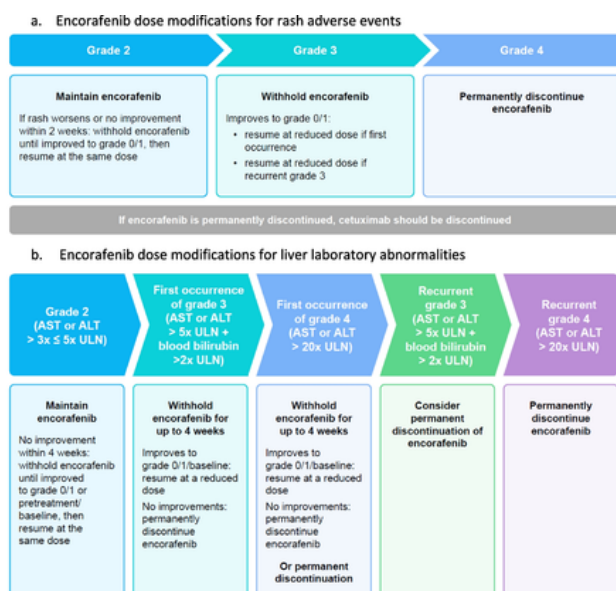 a. Encorafenib dose modifications for rash adverse events
Grade 2
Grade 3
Grade 4
Maintain encorafenib
If rash worsens or no improvement
within 2 weeks: withhold encorafenib
until improved to grade 0/1, then
resume at the same dose
Withhold encorafenib
Improves to grade 0/1:
• resume at reduced dose if first
occurrence
• resume at reduced dose if
recurrent grade 3
Permanently discontinue
encorafenib
If encorafenib is permanently discontinued, cetuximab should be discontinued
b. Encorafenib dose modifications for liver laboratory abnormalities
Grade 2
(AST or ALT
> 3x ≤ 5x ULN)
First occurrence
of grade 3
(AST or ALT
> 5x ULN +
blood bilirubin
>2x ULN)
First occurrence
of grade 4
(AST or ALT
> 20x ULN)
Recurrent
grade 3
(AST or ALT
> 5x ULN +
blood bilirubin
> 2x ULN)
Recurrent
grade 4
(AST or ALT
> 20x ULN)
Maintain
encorafenib
No improvement
within 4 weeks:
withhold encorafenib
until improved
to grade 0/1 or
pretreatment/
baseline, then
resume at the
same dose
Withhold
encorafenib for
up to 4 weeks
Improves to
grade 0/1/baseline:
resume at a reduced
dose
No improvements:
permanently
discontinue
encorafenib
Withhold
encorafenib for
up to 4 weeks
Improves to
grade 0/1/baseline:
resume at a reduced
dose
No improvements:
permanently
discontinue
encorafenib
Or permanent
discontinuation
Consider
permanent
discontinuation of
encorafenib
Permanently
discontinue
encorafenib